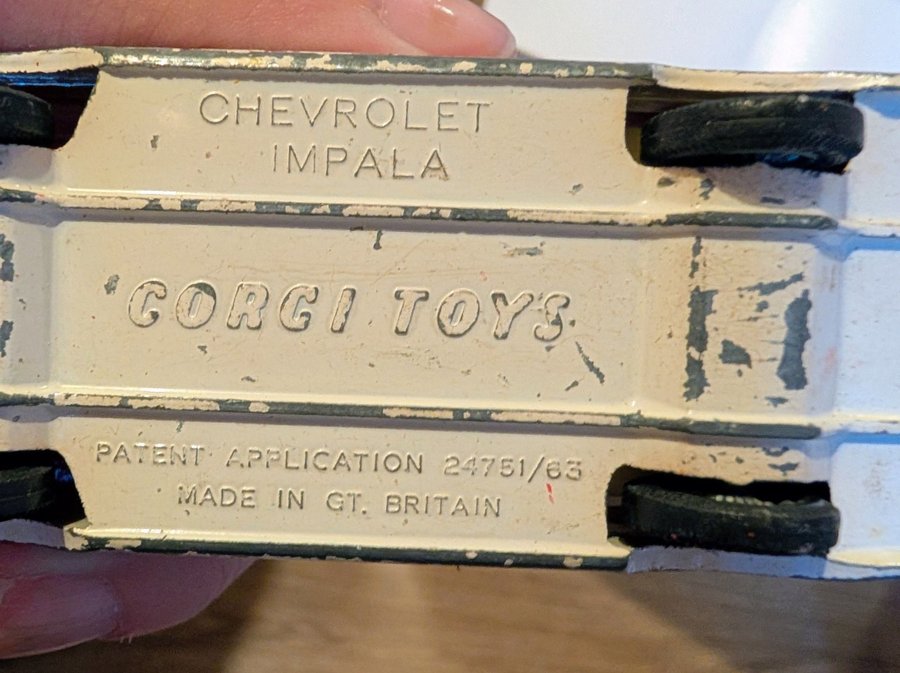 CHEVROLET
IMPALA
CORGI TOYS
PATENT APPLICATION 24751/63
MADE IN GT. BRITAIN